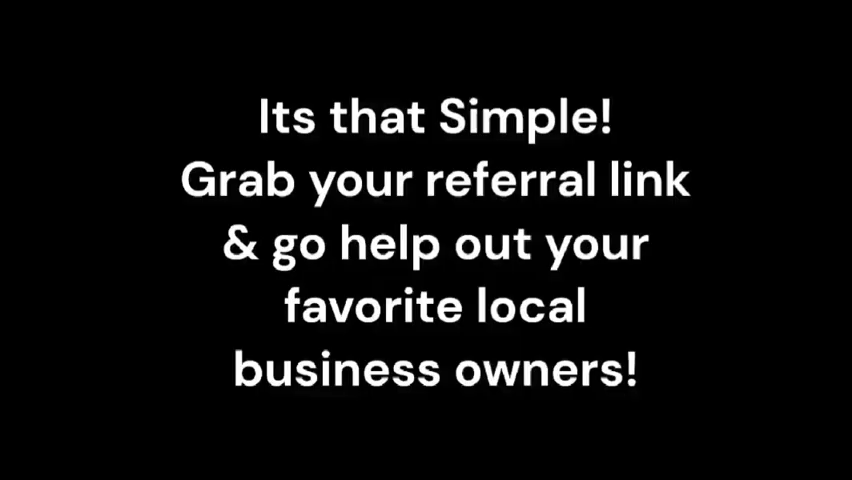 Its that Simple!
Grab your referral link
& go help out your
favorite local
business owners!